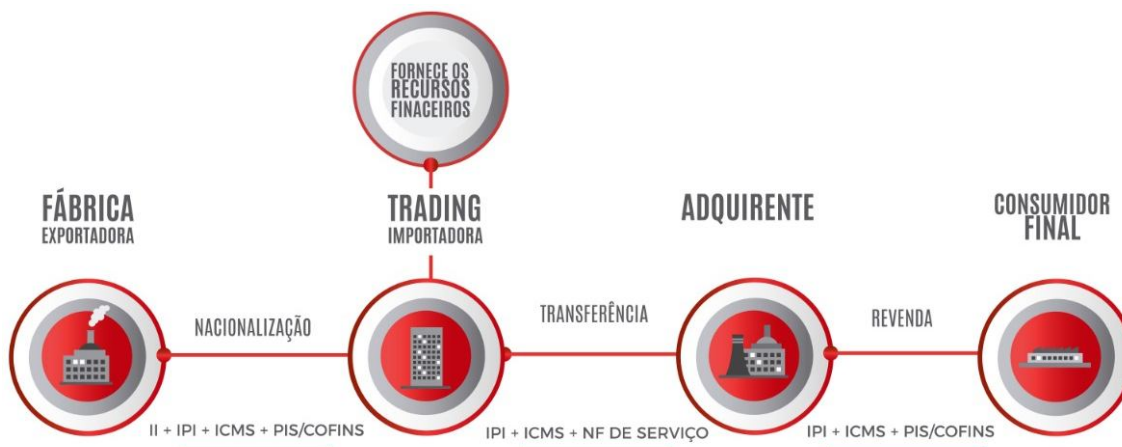 FORNECE OS
RECURSOS
FINACEIROS
FÁBRICA
EXPORTADORA
TRADING
IMPORTADORA
ADQUIRENTE
CONSUMIDOR
FINAL
NACIONALIZAÇÃO
TRANSFERÊNCIA
REVENDA
II + IPI + ICMS + PIS/COFINS
IPI + ICMS + NF DE SERVIÇO
IPI + ICMS + PIS/COFINS